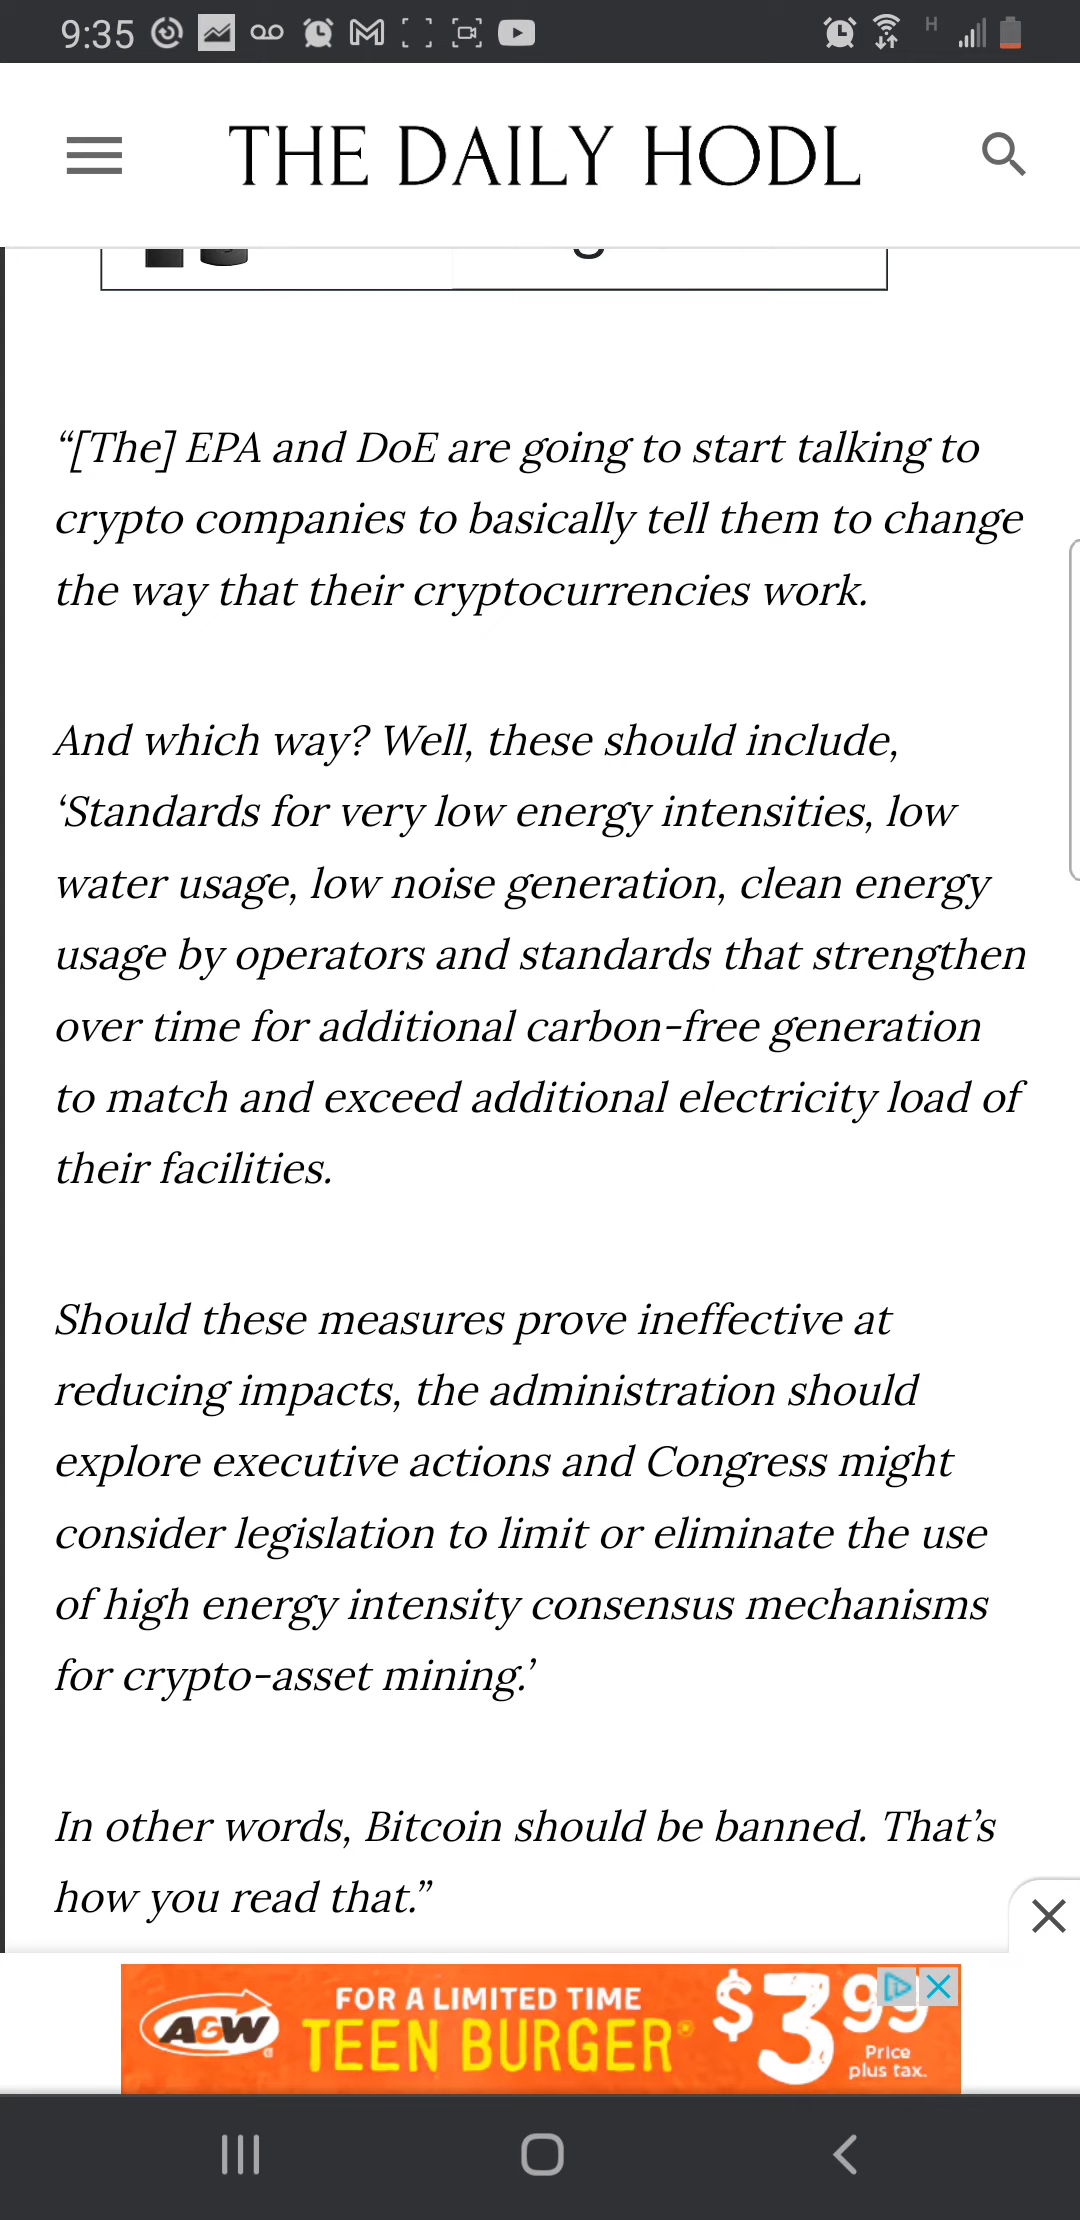 9:35
H
THE DAILY HODL
“[The] EPA and DoE are going to start talking to
crypto companies to basically tell them to change
the way that their cryptocurrencies work.
And which way? Well, these should include,
‘Standards for very low energy intensities, low
water usage, low noise generation, clean energy
usage by operators and standards that strengthen
over time for additional carbon-free generation
to match and exceed additional electricity load of
their facilities.
Should these measures prove ineffective at
reducing impacts, the administration should
explore executive actions and Congress might
consider legislation to limit or eliminate the use
of high energy intensity consensus mechanisms
for crypto-asset mining.’
In other words, Bitcoin should be banned. That’s
how you read that.”
A&W
FOR A LIMITED TIME
TEEN BURGER
$3.99
Price
plus tax.